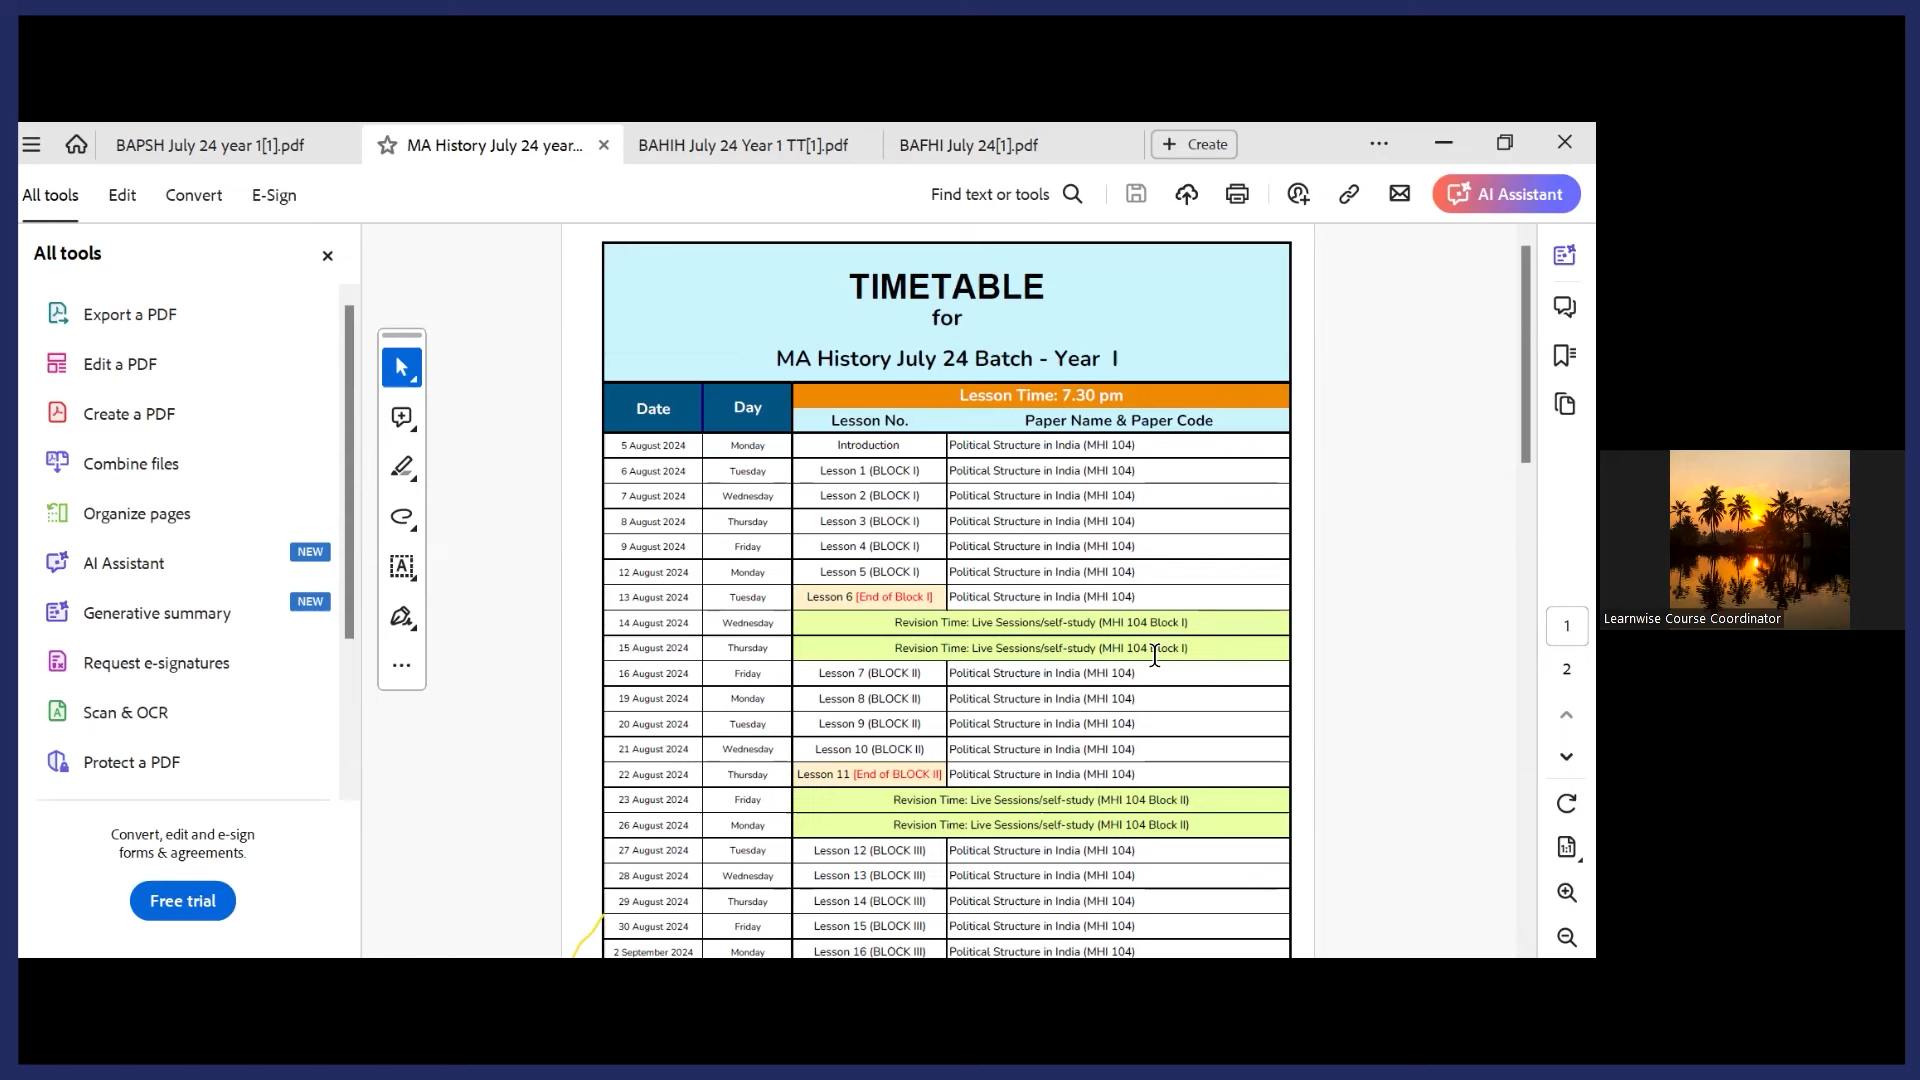 BAPSH July 24 year 1[1].pdf
MA History July 24 year...
BAHIH July 24 Year 1 TT[1].pdf
BAFHI July 24[1].pdf
Create
All tools
Edit
Convert
E-Sign
Find text or tools
AI Assistant
All tools
Export a PDF
Edit a PDF
Create a PDF
Combine files
Organize pages
AI Assistant NEW
Generative summary NEW
Request e-signatures
Scan & OCR
Protect a PDF
Convert, edit and e-sign
forms & agreements.
Free trial
TIMETABLE
for
MA History July 24 Batch - Year I
Date Day Lesson Time: 7.30 pm
Lesson No. Paper Name & Paper Code
5 August 2024 Monday Introduction Political Structure in India (MHI 104)
6 August 2024 Tuesday Lesson 1 (BLOCK I) Political Structure in India (MHI 104)
7 August 2024 Wednesday Lesson 2 (BLOCK I) Political Structure in India (MHI 104)
8 August 2024 Thursday Lesson 3 (BLOCK I) Political Structure in India (MHI 104)
9 August 2024 Friday Lesson 4 (BLOCK I) Political Structure in India (MHI 104)
12 August 2024 Monday Lesson 5 (BLOCK I) Political Structure in India (MHI 104)
13 August 2024 Tuesday Lesson 6 [End of Block I] Political Structure in India (MHI 104)
14 August 2024 Wednesday Revision Time: Live Sessions/self-study (MHI 104 Block I)
15 August 2024 Thursday Revision Time: Live Sessions/self-study (MHI 104 Block I)
16 August 2024 Friday Lesson 7 (BLOCK II) Political Structure in India (MHI 104)
19 August 2024 Monday Lesson 8 (BLOCK II) Political Structure in India (MHI 104)
20 August 2024 Tuesday Lesson 9 (BLOCK II) Political Structure in India (MHI 104)
21 August 2024 Wednesday Lesson 10 (BLOCK II) Political Structure in India (MHI 104)
22 August 2024 Thursday Lesson 11 [End of BLOCK II] Political Structure in India (MHI 104)
23 August 2024 Friday Revision Time: Live Sessions/self-study (MHI 104 Block II)
26 August 2024 Monday Revision Time: Live Sessions/self-study (MHI 104 Block II)
27 August 2024 Tuesday Lesson 12 (BLOCK III) Political Structure in India (MHI 104)
28 August 2024 Wednesday Lesson 13 (BLOCK III) Political Structure in India (MHI 104)
29 August 2024 Thursday Lesson 14 (BLOCK III) Political Structure in India (MHI 104)
30 August 2024 Friday Lesson 15 (BLOCK III) Political Structure in India (MHI 104)
2 September 2024 Monday Lesson 16 (BLOCK III) Political Structure in India (MHI 104)
1
2
1:1
Learnwise Course Coordinator